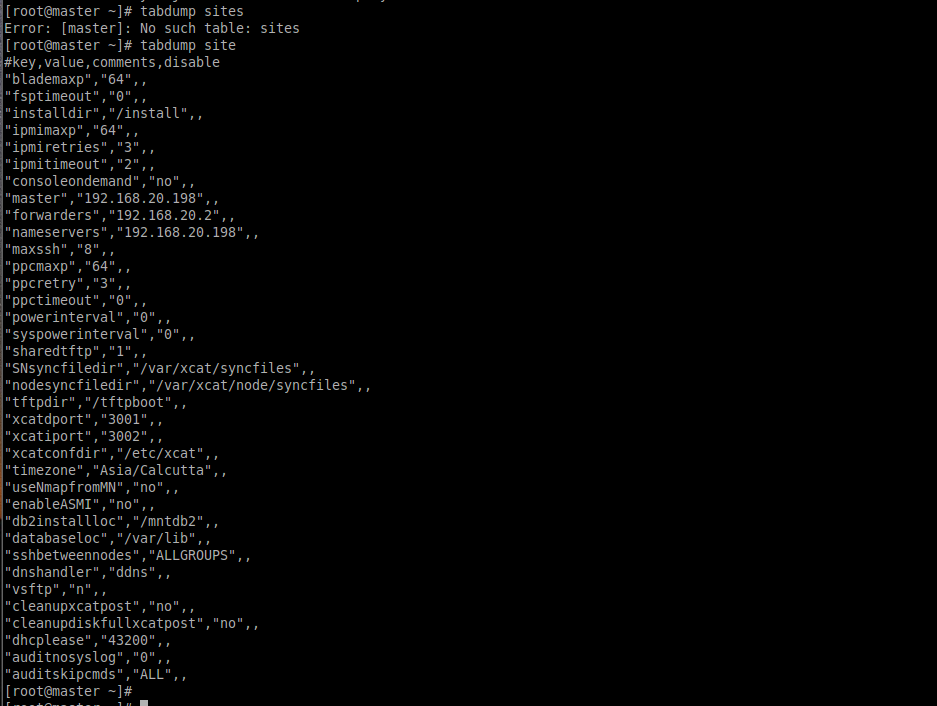 [root@master ~]# tabdump sites
Error: [master]: No such table: sites
[root@master ~]# tabdump site
#key,value,comments,disable
"blademaxp","64",,
"fsptimeout","0",,
"installdir","/install",,
"ipmimaxp","64",,
"ipmiretries","3",,
"ipmitimeout","2",,
"consoleondemand","no",,
"master","192.168.20.198",,
"forwarders","192.168.20.2",,
"nameservers","192.168.20.198",,
"maxssh","8",,
"ppcmaxp","64",,
"ppcretry","3",,
"ppctimeout","0",,
"powerinterval","0",,
"syspowerinterval","0",,
"sharedtftp","1",,
"SNsyncfiledir","/var/xcat/syncfiles",,
"nodesyncfiledir","/var/xcat/node/syncfiles",,
"tftpdir","/tftpboot",,
"xcatdport","3001",,
"xcatiport","3002",,
"xcatconfdir","/etc/xcat",,
"timezone","Asia/Calcutta",,
"useNmapfromMN","no",,
"enableASMI","no",,
"db2installloc","/mntdb2",,
"databaseloc","/var/lib",,
"sshbetweennodes","ALLGROUPS",,
"dnshandler","ddns",,
"vsftp","n",,
"cleanupxcatpost","no",,
"cleanupdiskfullxcatpost","no",,
"dhcplease","43200",,
"auditnosyslog","0",,
"auditskipcmds","ALL",,
[root@master ~]#
[root@master ~]#